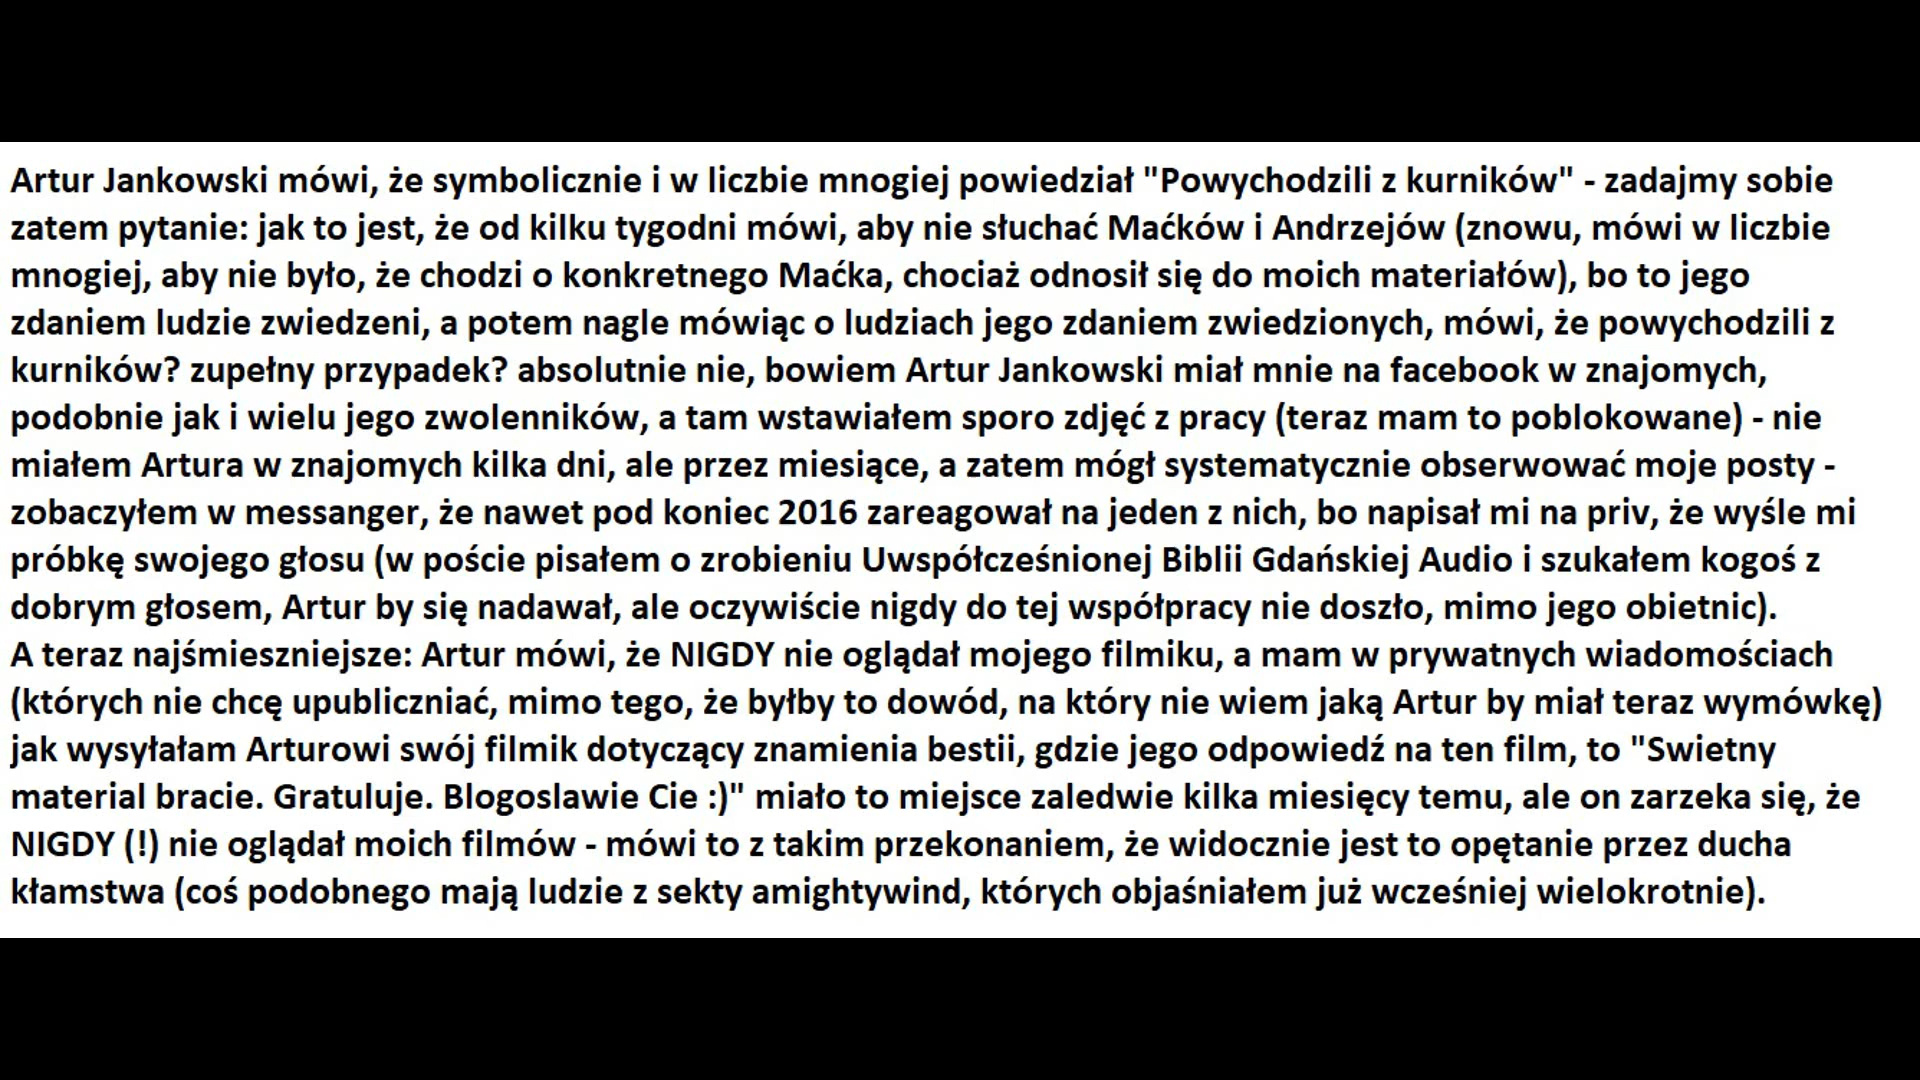 Artur Jankowski mówi, że symbolicznie i w liczbie mnogiej powiedział "Powychodzili z kurników" - zadajmy sobie
zatem pytanie: jak to jest, że od kilku tygodni mówi, aby nie słuchać Maćków i Andrzejów (znowu, mówi w liczbie
mnogiej, aby nie było, że chodzi o konkretnego Maćka, chociaż odnosił się do moich materiałów), bo to jego
zdaniem ludzie zwiedzeni, a potem nagle mówiąc o ludziach jego zdaniem zwiedzionych, mówi, że powychodzili z
kurników? zupełny przypadek? absolutnie nie, bowiem Artur Jankowski miał mnie na facebook w znajomych,
podobnie jak i wielu jego zwolenników, a tam wstawiałem sporo zdjęć z pracy (teraz mam to poblokowane) - nie
miałem Artura w znajomych kilka dni, ale przez miesiące, a zatem mógł systematycznie obserwować moje posty -
zobaczyłem w messanger, że nawet pod koniec 2016 zareagował na jeden z nich, bo napisał mi na priv, że wyśle mi
próbkę swojego głosu (w poście pisałem o zrobieniu Uwspółcześnionej Biblii Gdańskiej Audio i szukałem kogoś z
dobrym głosem, Artur by się nadawał, ale oczywiście nigdy do tej współpracy nie doszło, mimo jego obietnic).
A teraz najśmieszniejsze: Artur mówi, że NIGDY nie oglądał mojego filmiku, a mam w prywatnych wiadomościach
(których nie chcę upubliczniać, mimo tego, że byłby to dowód, na który nie wiem jaką Artur by miał teraz wymówkę)
jak wysyłałam Arturowi swój filmik dotyczący znamienia bestii, gdzie jego odpowiedź na ten film, to "Swietny
material bracie. Gratuluje. Blogoslawie Cie :)" miało to miejsce zaledwie kilka miesięcy temu, ale on zarzeka się, że
NIGDY (!) nie oglądał moich filmów - mówi to z takim przekonaniem, że widocznie jest to opętanie przez ducha
kłamstwa (coś podobnego mają ludzie z sekty amightywind, których objaśniałem już wcześniej wielokrotnie).